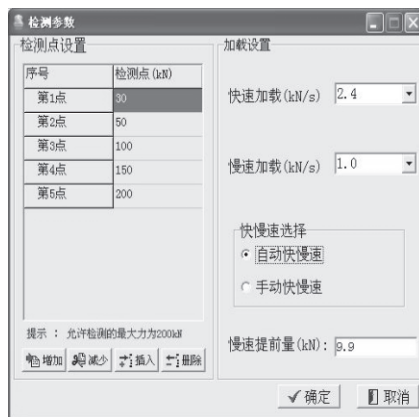 检测参数
检测点设置
序号 检测点(kN)
第1点 30
第2点 50
第3点 100
第4点 150
第5点 200
提示 : 允许检测的最大力为200kN
增加 减少 插入 删除
加载设置
快速加载(kN/s) 2.4
慢速加载(kN/s) 1.0
快慢速选择
自动快慢速
手动快慢速
慢速提前量(kN): 9.9
确定 取消